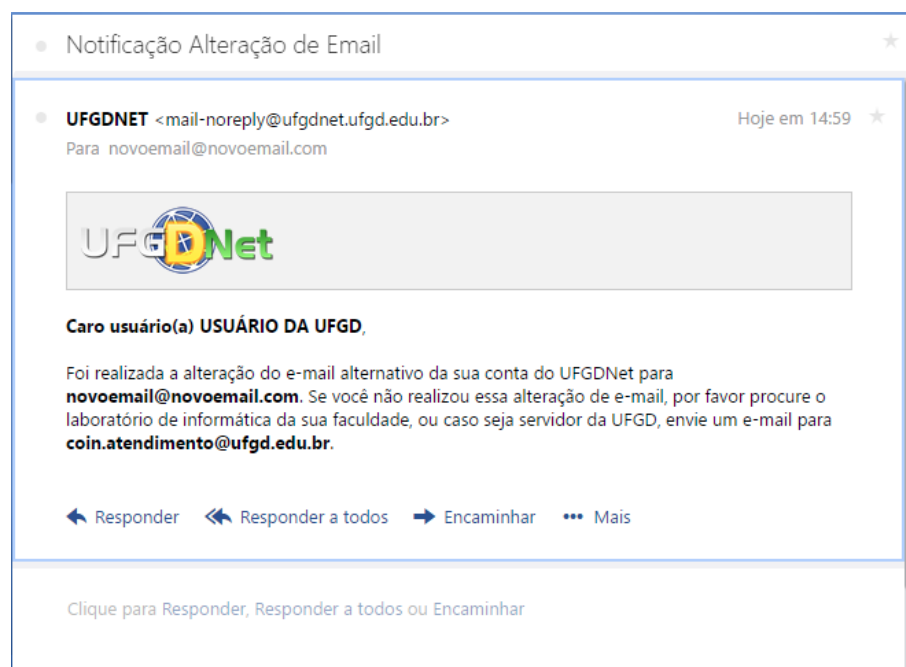 Notificação Alteração de Email
UFGDNET <mail-noreply@ufgdnet.ufgd.edu.br> Hoje em 14:59
Para novoemail@novoemail.com
UFGDNet
Caro usuário(a) USUÁRIO DA UFGD,
Foi realizada a alteração do e-mail alternativo da sua conta do UFGDNet para
novoemail@novoemail.com. Se você não realizou essa alteração de e-mail, por favor procure o
laboratório de informática da sua faculdade, ou caso seja servidor da UFGD, envie um e-mail para
coin.atendimento@ufgd.edu.br.
Responder Responder a todos Encaminhar ••• Mais
Clique para Responder, Responder a todos ou Encaminhar